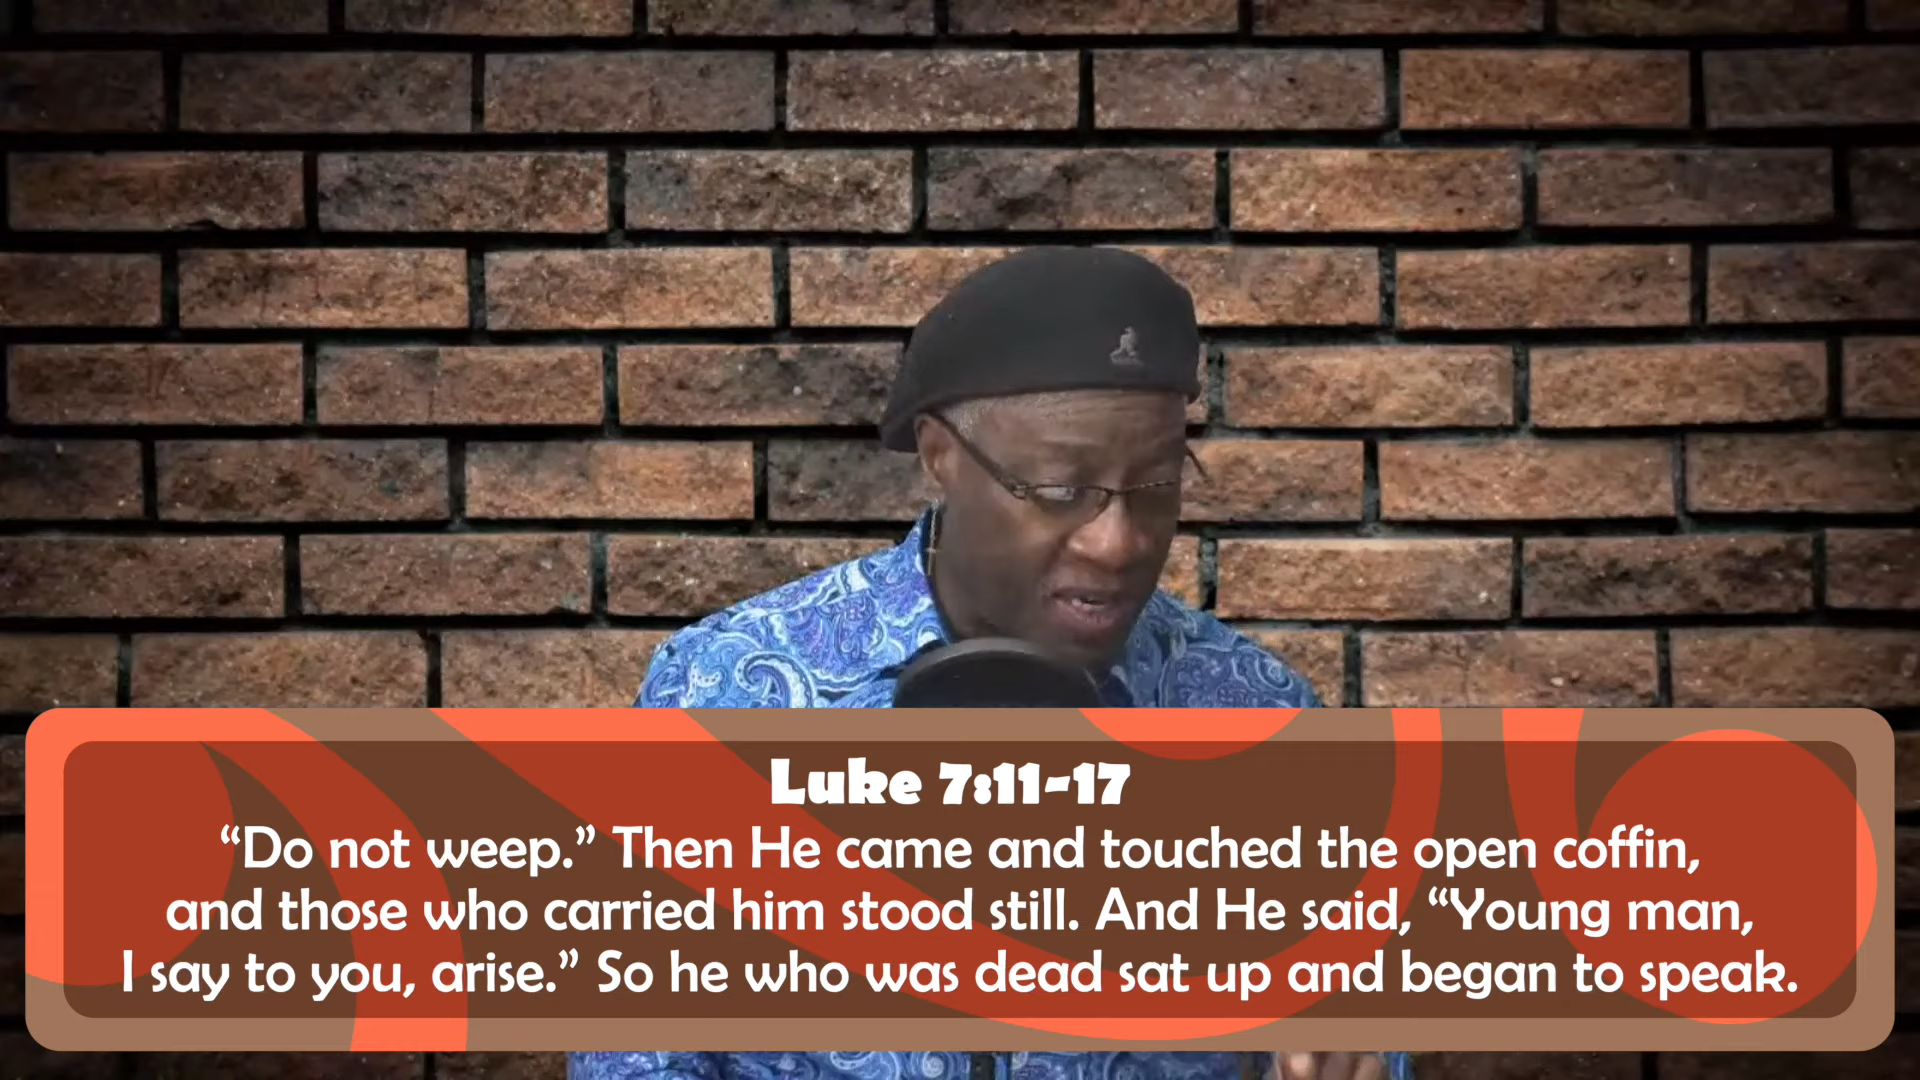 Luke 7:11-17
“Do not weep.” Then He came and touched the open coffin,
and those who carried him stood still. And He said, “Young man,
I say to you, arise.” So he who was dead sat up and began to speak.